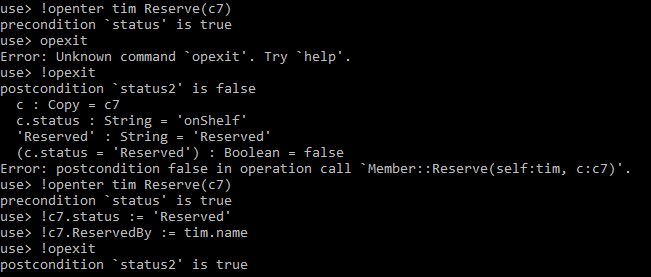 use> !openter tim Reserve(c7)
precondition `status' is true
use> opexit
Error: Unknown command `opexit'. Try `help'.
use> !opexit
postcondition `status2' is false
  c : Copy = c7
  c.status : String = 'onShelf'
  'Reserved' : String = 'Reserved'
  (c.status = 'Reserved') : Boolean = false
Error: postcondition false in operation call `Member::Reserve(self:tim, c:c7)'.
use> !openter tim Reserve(c7)
precondition `status' is true
use> !c7.status := 'Reserved'
use> !c7.ReservedBy := tim.name
use> !opexit
postcondition `status2' is true